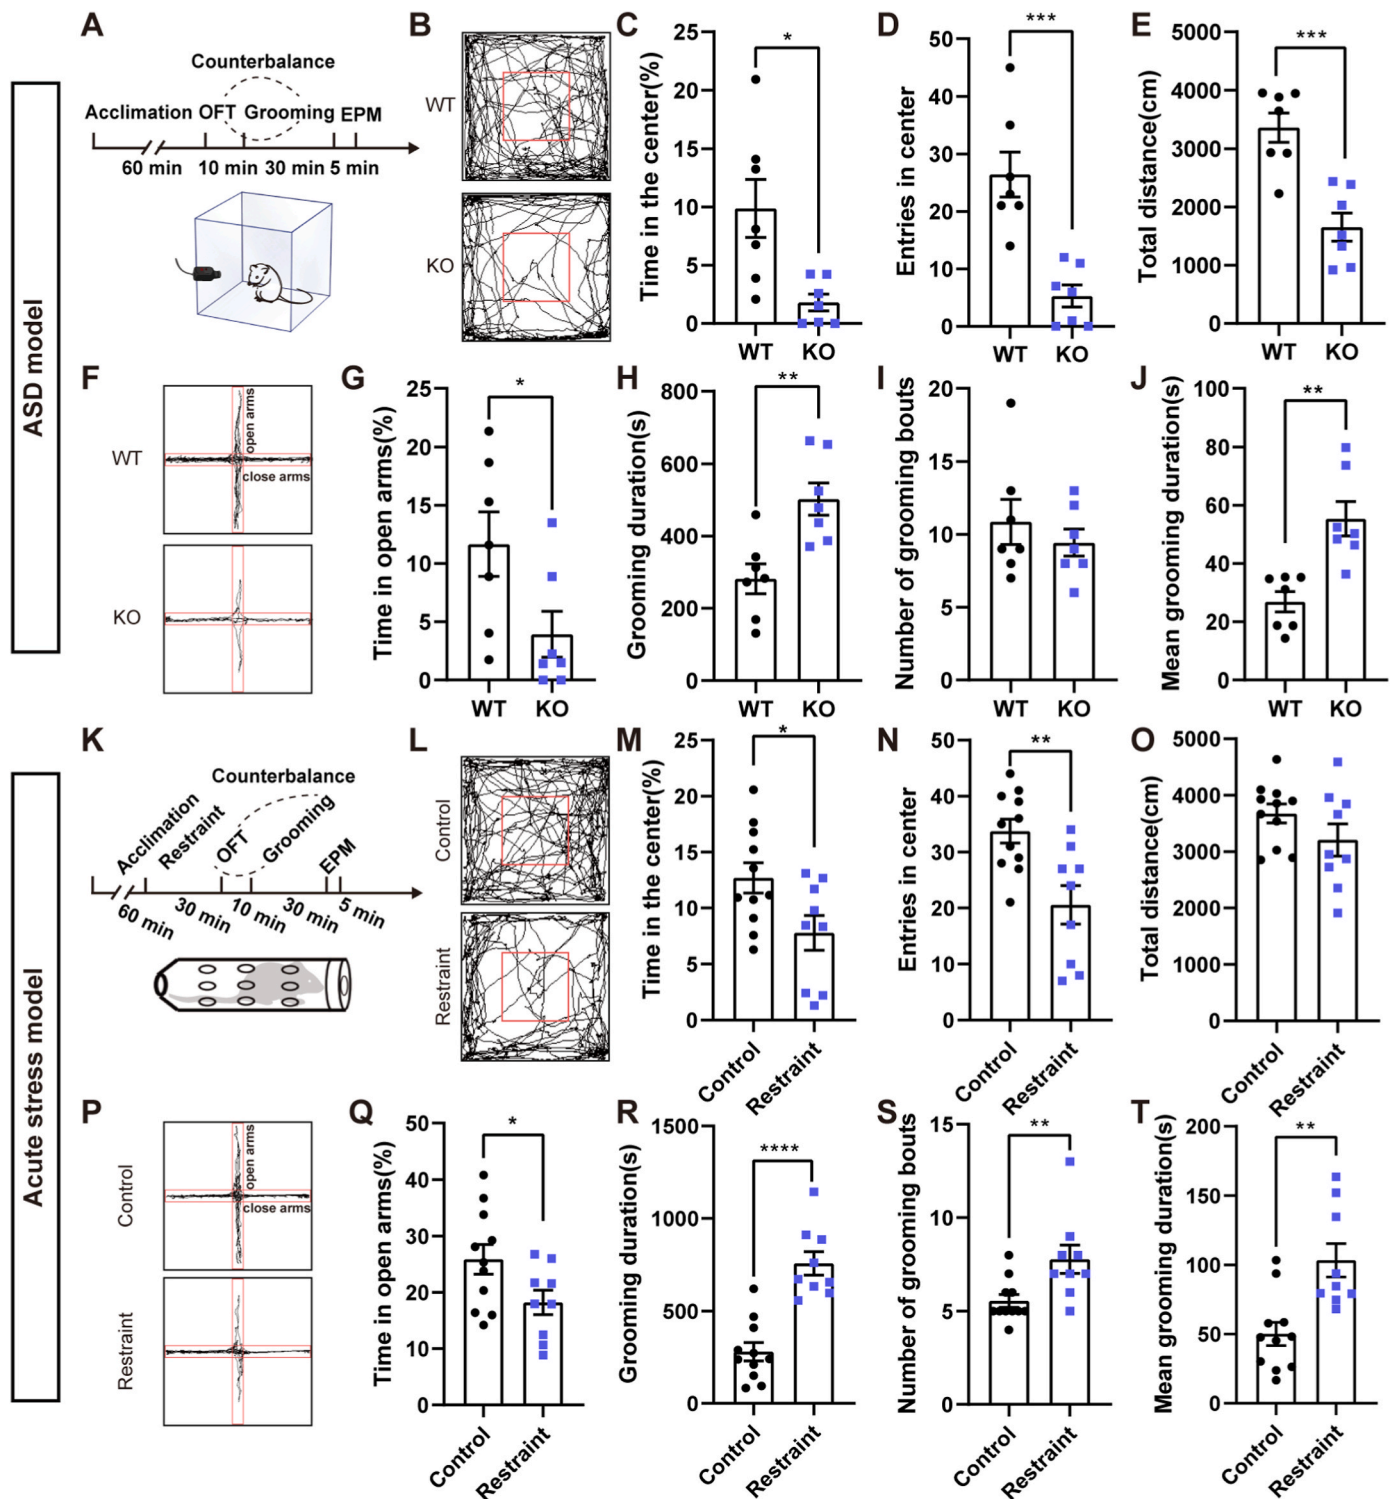 ASD model
A
Counterbalance
Acclimation OFT Grooming EPM
60 min 10 min 30 min 5 min
B
WT
KO
C
Time in the center(%)
25
20
15
10
5
0
*
WT KO
D
Entries in center
50
40
30
20
10
0
***
WT KO
E
Total distance(cm)
5000
4000
3000
2000
1000
0
***
WT KO
F
WT
open arms
close arms
KO
G
Time in open arms(%)
25
20
15
10
5
0
*
WT KO
H
Grooming duration(s)
800
600
400
200
0
**
WT KO
I
Number of grooming bouts
20
15
10
5
0
WT KO
J
Mean grooming duration(s)
100
80
60
40
20
0
**
WT KO
Acute stress model
K
Counterbalance
Acclimation Restraint OFT Grooming EPM
60 min 30 min 10 min 30 min 5 min
L
Control
Restraint
M
Time in the center(%)
25
20
15
10
5
0
*
Control Restraint
N
Entries in center
50
40
30
20
10
0
**
Control Restraint
O
Total distance(cm)
5000
4000
3000
2000
1000
0
Control Restraint
P
Control
open arms
close arms
Restraint
Q
Time in open arms(%)
50
40
30
20
10
0
*
Control Restraint
R
Grooming duration(s)
1500
1000
500
0
****
Control Restraint
S
Number of grooming bouts
15
10
5
0
**
Control Restraint
T
Mean grooming duration(s)
200
150
100
50
0
**
Control Restraint